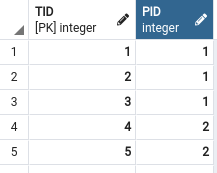 TID PID
[PK] integer integer
1 1 1
2 2 1
3 3 1
4 4 2
5 5 2